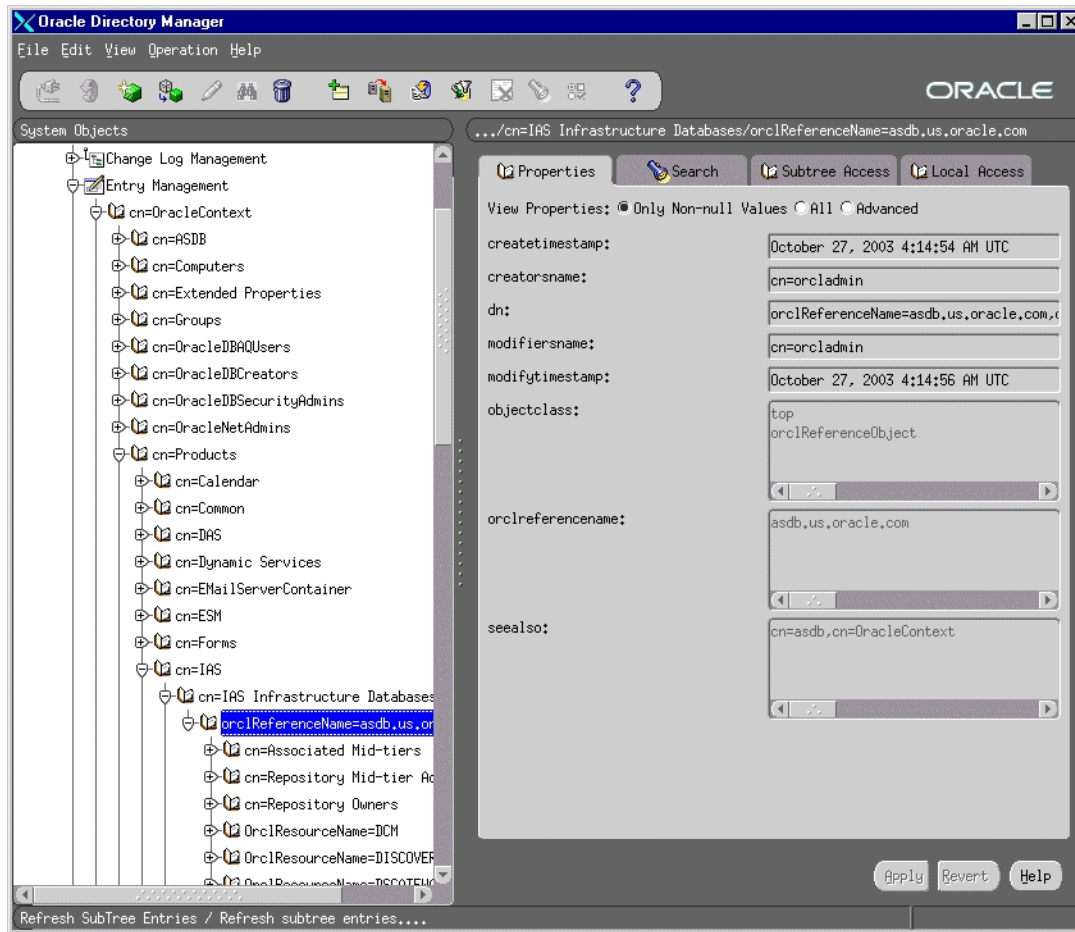 Oracle Directory Manager
File Edit View Operation Help
ORACLE
System Objects
Change Log Management
Entry Management
cn=OracleContext
cn=ASDB
cn=Computers
cn=Extended Properties
cn=Groups
cn=OracleDBAQUsers
cn=OracleDBCreators
cn=OracleDBSecurityAdmins
cn=OracleNetAdmins
cn=Products
cn=Calendar
cn=Common
cn=DAS
cn=Dynamic Services
cn=EMailServerContainer
cn=ESM
cn=Forms
cn=IAS
cn=IAS Infrastructure Databases
orclReferenceName=asdb.us.or
cn=Associated Mid-tiers
cn=Repository Mid-tier Ac
cn=Repository Owners
OrclResourceName=DCM
OrclResourceName=DISCOVER
.../cn=IAS Infrastructure Databases/orclReferenceName=asdb.us.oracle.com
Properties Search Subtree Access Local Access
View Properties: Only Non-null Values All Advanced
createtimestamp: October 27, 2003 4:14:54 AM UTC
creatorsname: cn=orcladmin
dn: orclReferenceName=asdb.us.oracle.com,
modifiersname: cn=orcladmin
modifytimestamp: October 27, 2003 4:14:56 AM UTC
objectclass: top
orclReferenceObject
orclreferencename: asdb.us.oracle.com
seealso: cn=asdb,cn=OracleContext
Apply Revert Help
Refresh SubTree Entries / Refresh subtree entries....